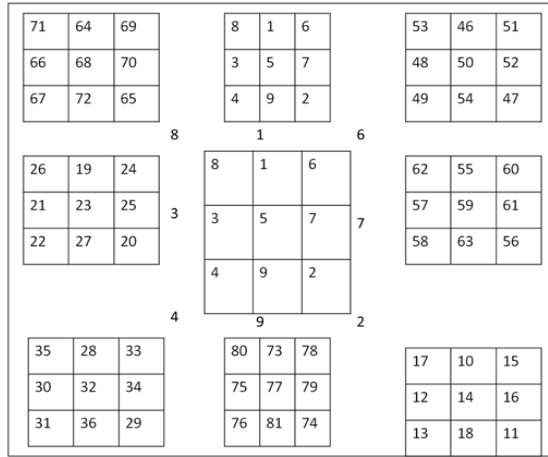 71 64 69 8 1 6 53 46 51
66 68 70 3 5 7 48 50 52
67 72 65 4 9 2 49 54 47
8 1 6
26 19 24 8 1 6 62 55 60
21 23 25 3 3 5 7 7 57 59 61
22 27 20 4 9 2 58 63 56
4 9 2
35 28 33 80 73 78 17 10 15
30 32 34 75 77 79 12 14 16
31 36 29 76 81 74 13 18 11